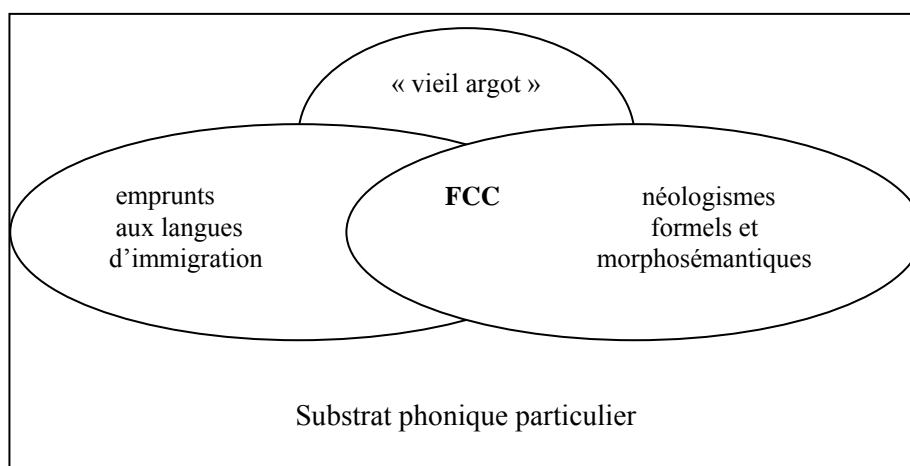 « vieil argot »
emprunts
aux langues
d’immigration
FCC
néologismes
formels et
morphosémantiques
Substrat phonique particulier